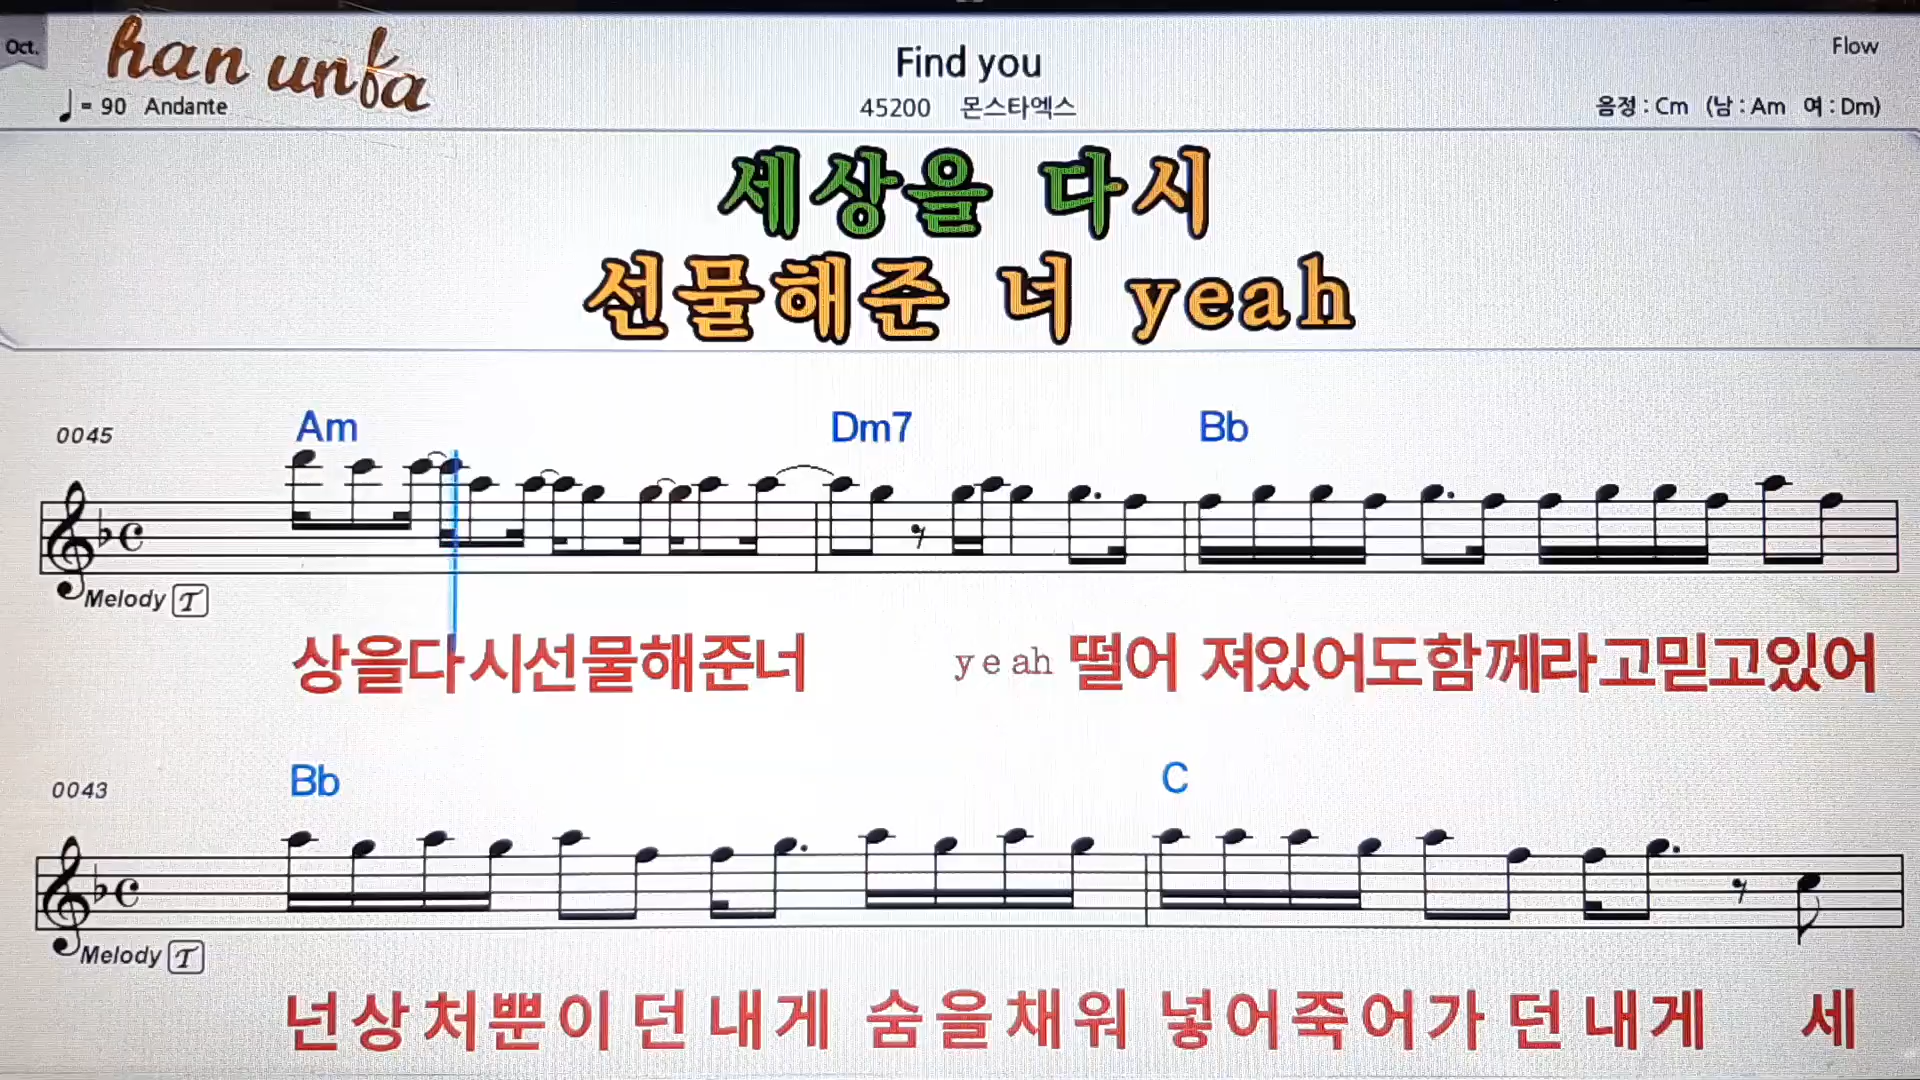 Oct.
han unfa
Find you
Flow
♩= 90 Andante
45200 몬스타엑스
음정 : Cm (남 : Am 여 : Dm)
세상을 다시
선물해준 너 yeah
0045
Am Dm7 Bb
Melody T
상을다시선물해준너 yeah 떨어 져있어도함께라고믿고있어
0043
Bb C
Melody T
넌상처뿐이던내게 숨을채워 넣어죽어가던내게 세